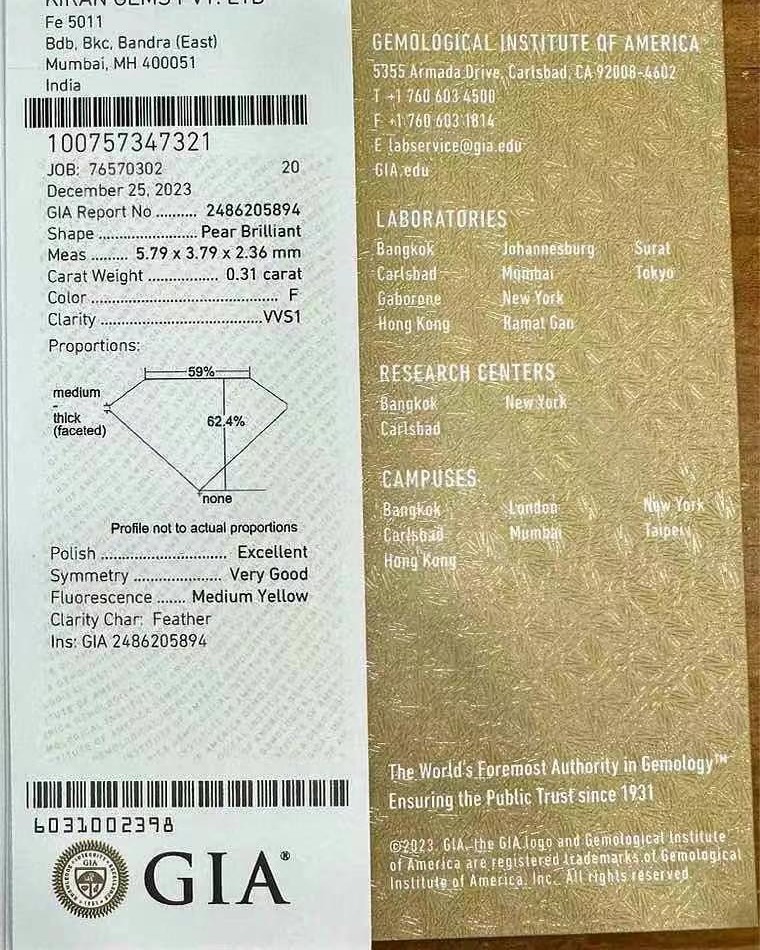 KIRAN GEMS PVT. LTD
Fe 5011
Bdb, Bkc, Bandra (East)
Mumbai, MH 400051
India
100757347321
JOB: 76570302 20
December 25, 2023
GIA Report No .......... 2486205894
Shape ........................ Pear Brilliant
Meas ......... 5.79 x 3.79 x 2.36 mm
Carat Weight ................. 0.31 carat
Color ............................................. F
Clarity .......................................VVS1
Proportions:
59%
medium
-
thick
(faceted)
62.4%
none
Profile not to actual proportions
Polish ............................. Excellent
Symmetry .................... Very Good
Fluorescence ....... Medium Yellow
Clarity Char: Feather
Ins: GIA 2486205894
6031002398
GIA
GIA®
GEMOLOGICAL INSTITUTE OF AMERICA
5355 Armada Drive, Carlsbad, CA 92008-4602
T +1 760 603 4500
F +1 760 603 1814
E labservice@gia.edu
GIA.edu
LABORATORIES
Bangkok Johannesburg Surat
Carlsbad Mumbai Tokyo
Gaborone New York
Hong Kong Ramat Gan
RESEARCH CENTERS
Bangkok New York
Carlsbad
CAMPUSES
Bangkok London New York
Carlsbad Mumbai Taipei
Hong Kong
The World's Foremost Authority in Gemology™
Ensuring the Public Trust since 1931
©2023 GIA, the GIA logo and Gemological Institute
of America are registered trademarks of Gemological
Institute of America, Inc. All rights reserved